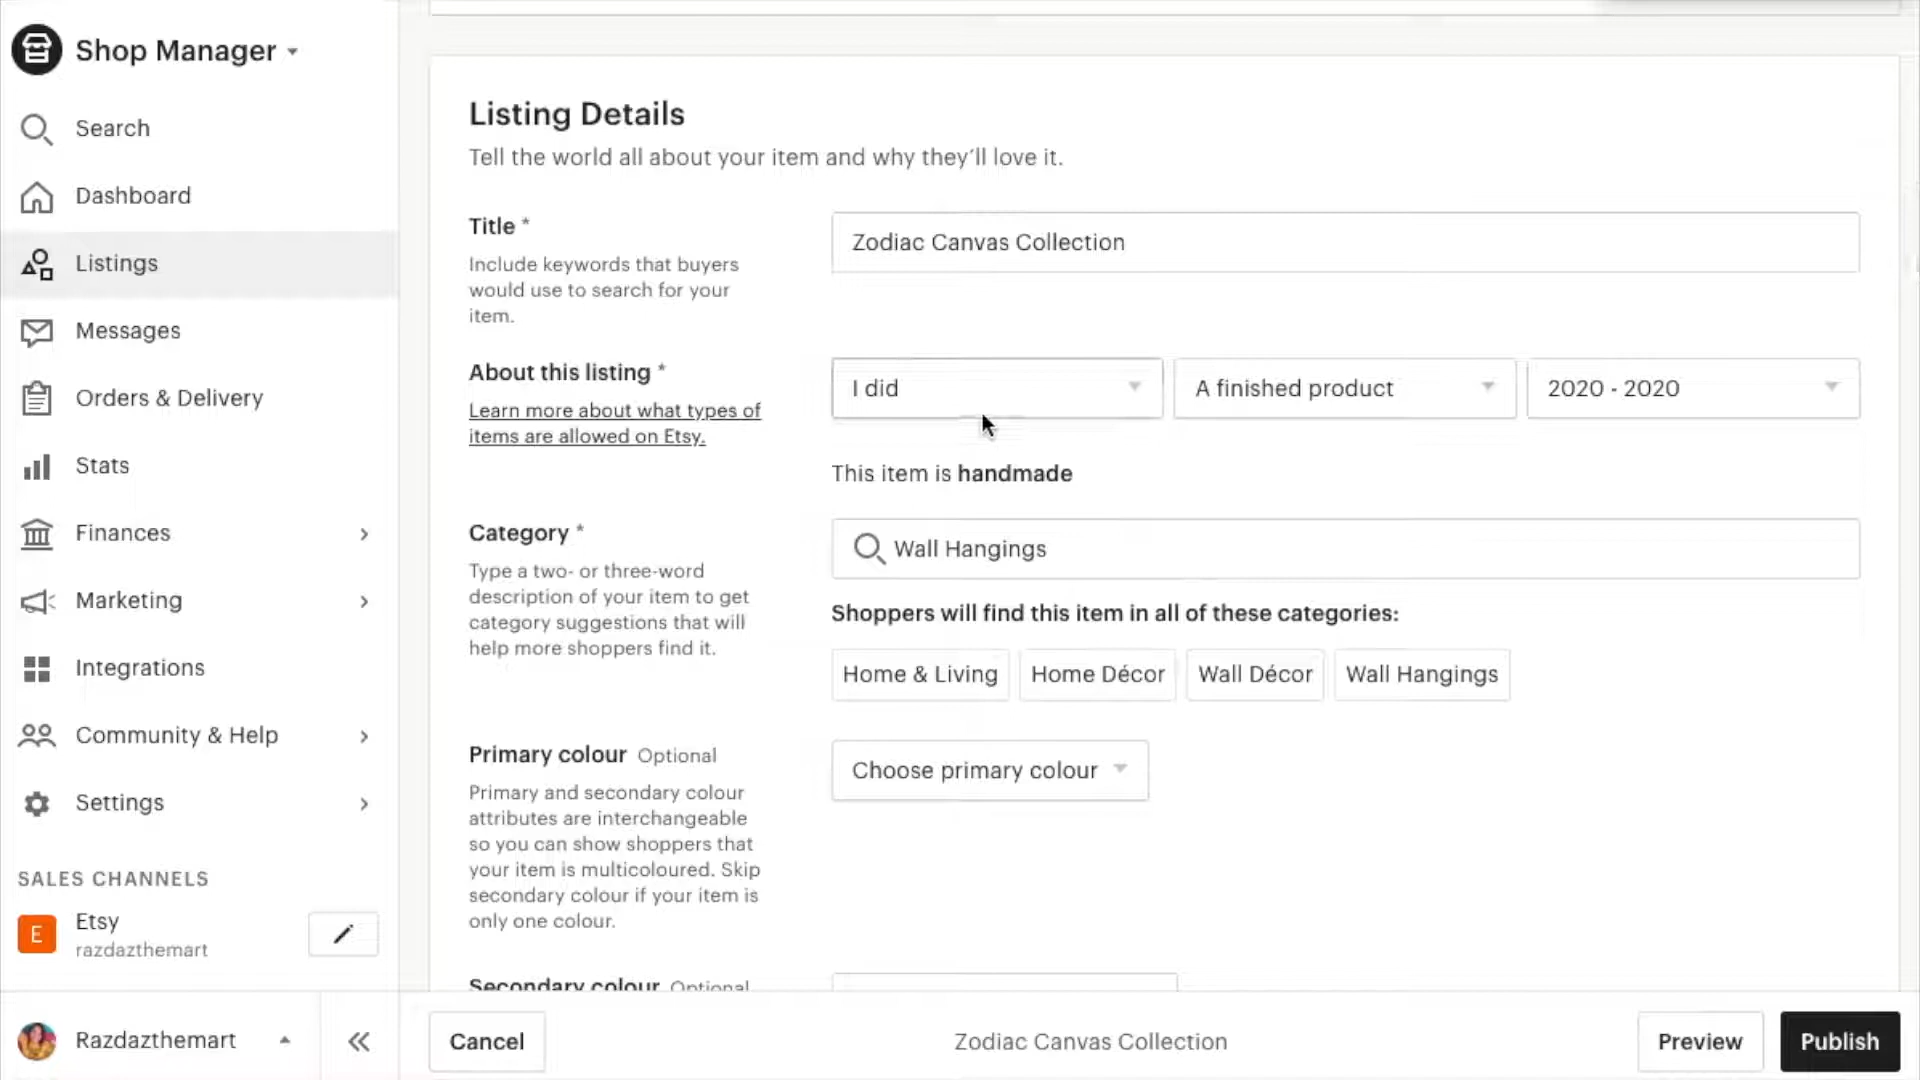 Shop Manager
Search
Dashboard
Listings
Messages
Orders & Delivery
Stats
Finances
Marketing
Integrations
Community & Help
Settings
SALES CHANNELS
E
Etsy
razdazthemart
Razdazthemart
Listing Details
Tell the world all about your item and why they'll love it.
Title *
Include keywords that buyers
would use to search for your
item.
Zodiac Canvas Collection
About this listing *
Learn more about what types of
items are allowed on Etsy.
I did
A finished product
2020 - 2020
This item is handmade
Category *
Type a two- or three-word
description of your item to get
category suggestions that will
help more shoppers find it.
Wall Hangings
Shoppers will find this item in all of these categories:
Home & Living
Home Décor
Wall Décor
Wall Hangings
Primary colour Optional
Primary and secondary colour
attributes are interchangeable
so you can show shoppers that
your item is multicoloured. Skip
secondary colour if your item is
only one colour.
Choose primary colour
Secondary colour Optional
Cancel
Zodiac Canvas Collection
Preview
Publish